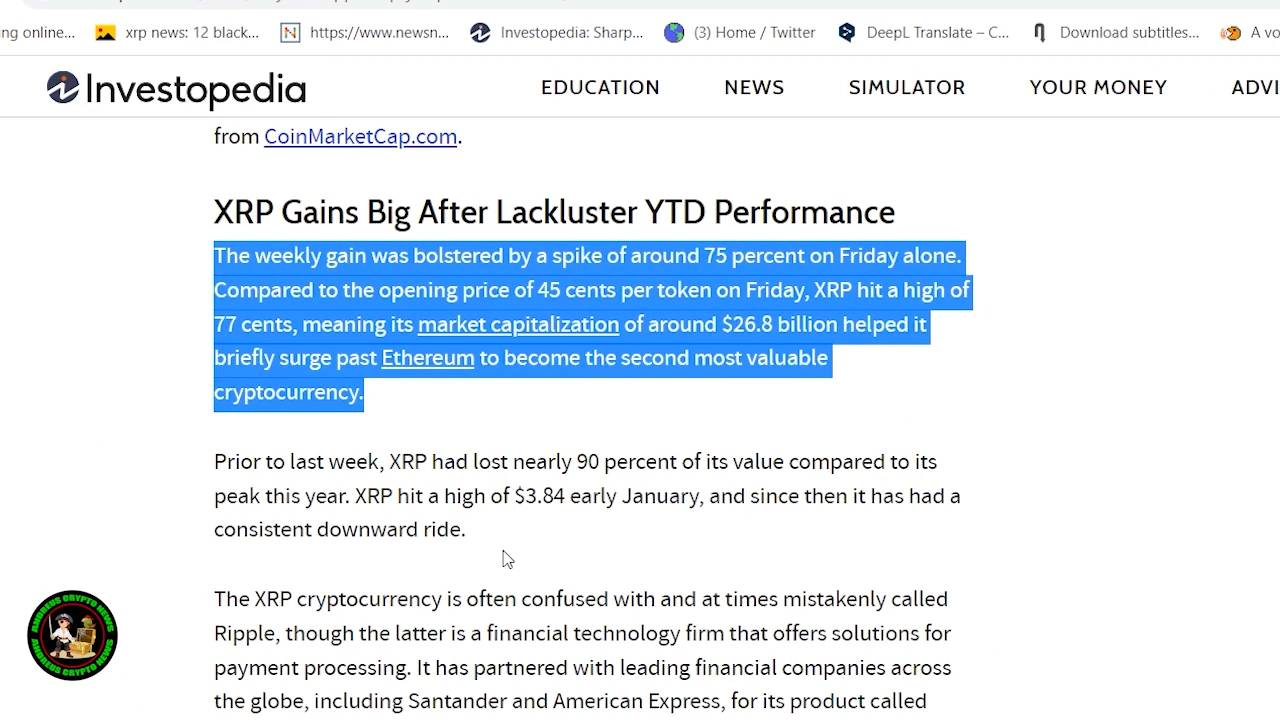 ng online...
xrp news: 12 black...
https://www.newsn...
Investopedia: Sharp...
(3) Home / Twitter
DeepL Translate – C...
Download subtitles...
A vo
Investopedia
EDUCATION
NEWS
SIMULATOR
YOUR MONEY
ADVI
from CoinMarketCap.com.
XRP Gains Big After Lackluster YTD Performance
The weekly gain was bolstered by a spike of around 75 percent on Friday alone.
Compared to the opening price of 45 cents per token on Friday, XRP hit a high of
77 cents, meaning its market capitalization of around $26.8 billion helped it
briefly surge past Ethereum to become the second most valuable
cryptocurrency.
Prior to last week, XRP had lost nearly 90 percent of its value compared to its
peak this year. XRP hit a high of $3.84 early January, and since then it has had a
consistent downward ride.
The XRP cryptocurrency is often confused with and at times mistakenly called
Ripple, though the latter is a financial technology firm that offers solutions for
payment processing. It has partnered with leading financial companies across
the globe, including Santander and American Express, for its product called
ANDREUS CRYPTO NEWS
ANDREUS CRYPTO NEWS